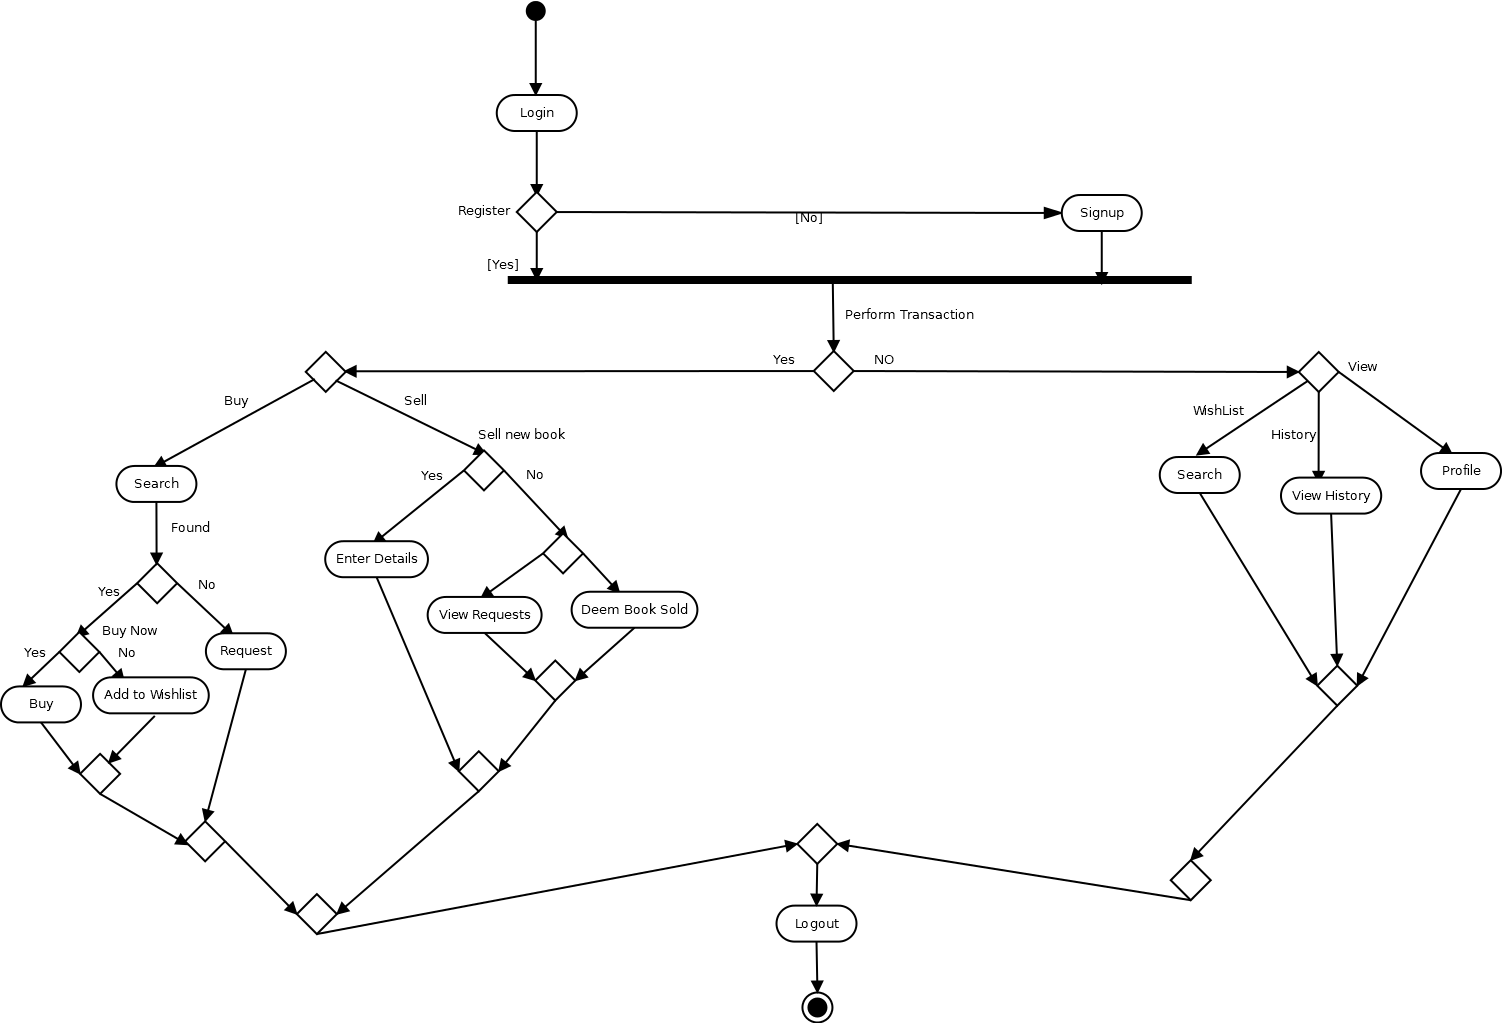 Login
Register
[No]
Signup
[Yes]
Perform Transaction
Yes
NO
View
Buy
Sell
WishList
Sell new book
History
Search
Yes
No
Search
View History
Profile
Found
Enter Details
Yes
No
View Requests
Deem Book Sold
Buy Now
Yes
No
Request
Buy
Add to Wishlist
Logout